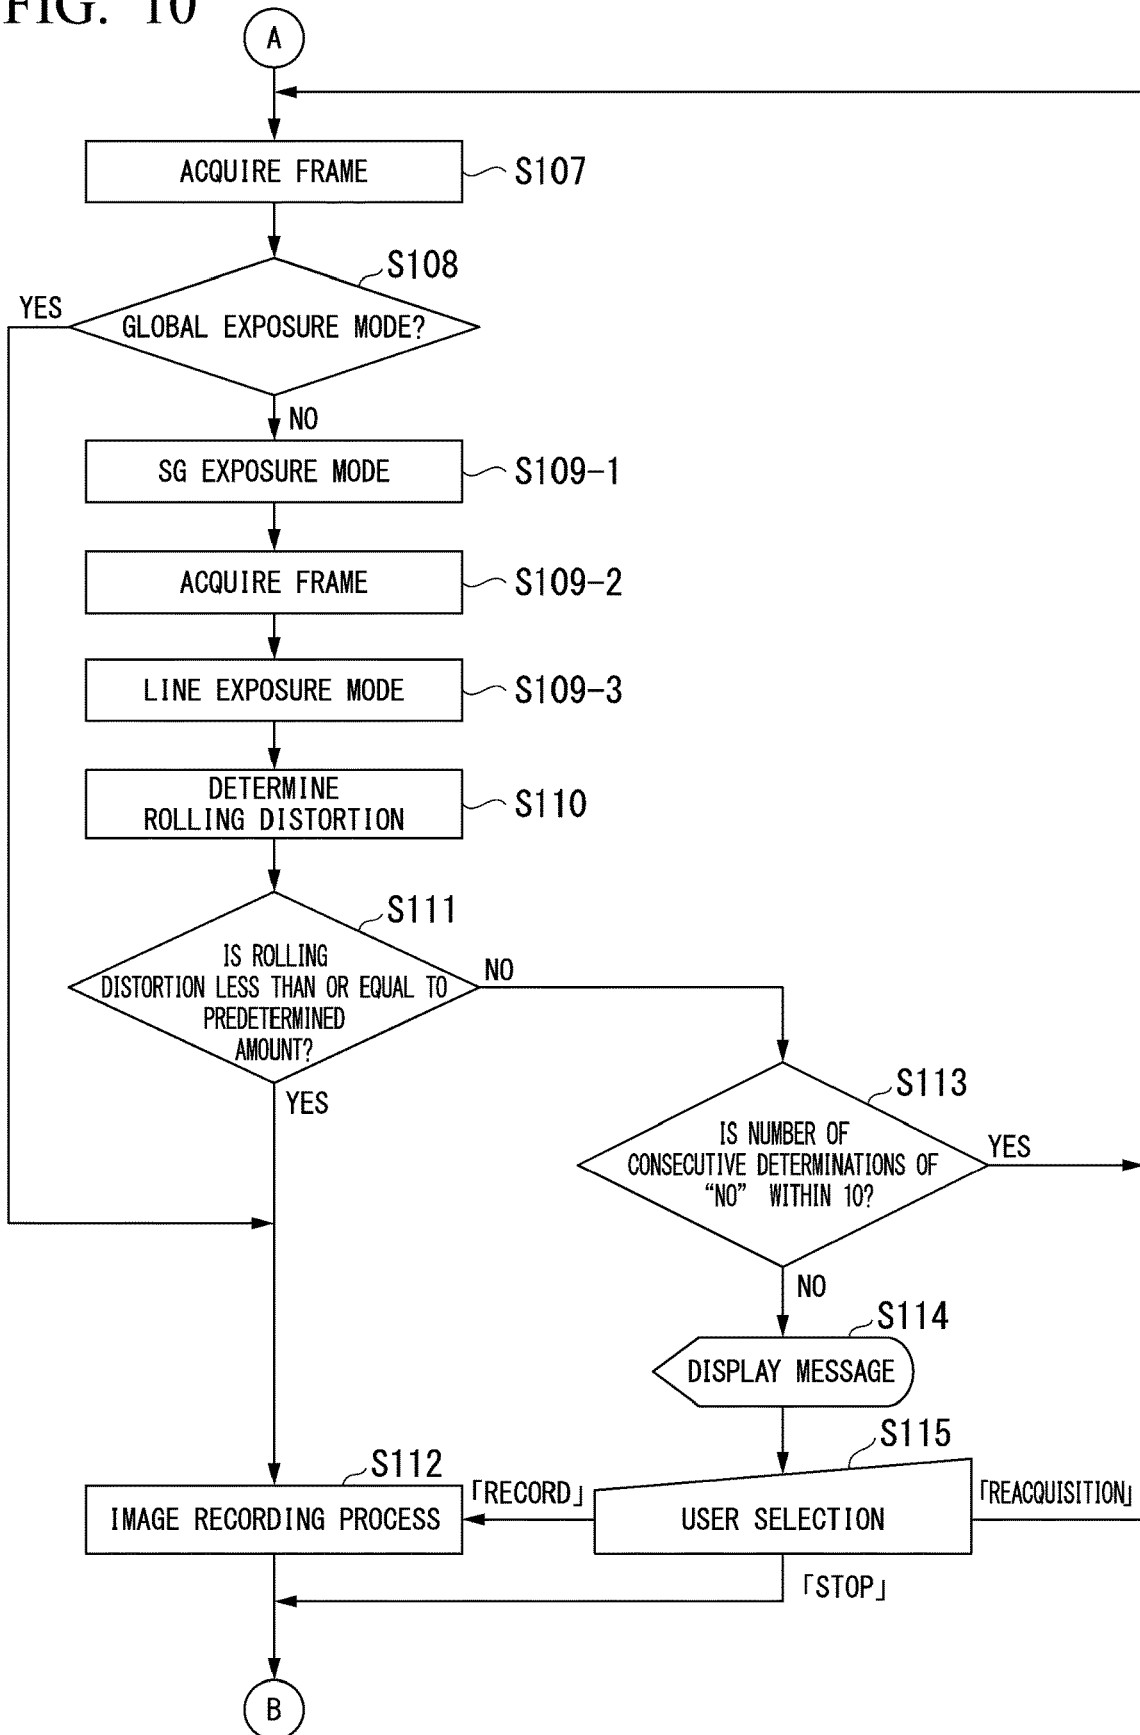 FIG. 10
A
ACQUIRE FRAME
S107
S108
YES
GLOBAL EXPOSURE MODE?
NO
SG EXPOSURE MODE
S109-1
ACQUIRE FRAME
S109-2
LINE EXPOSURE MODE
S109-3
DETERMINE
ROLLING DISTORTION
S110
S111
IS ROLLING
DISTORTION LESS THAN OR EQUAL TO
PREDETERMINED
AMOUNT?
NO
YES
S113
IS NUMBER OF
CONSECUTIVE DETERMINATIONS OF
“NO” WITHIN 10?
YES
NO
S114
DISPLAY MESSAGE
S115
USER SELECTION
「RECORD」
「REACQUISITION」
「STOP」
S112
IMAGE RECORDING PROCESS
B